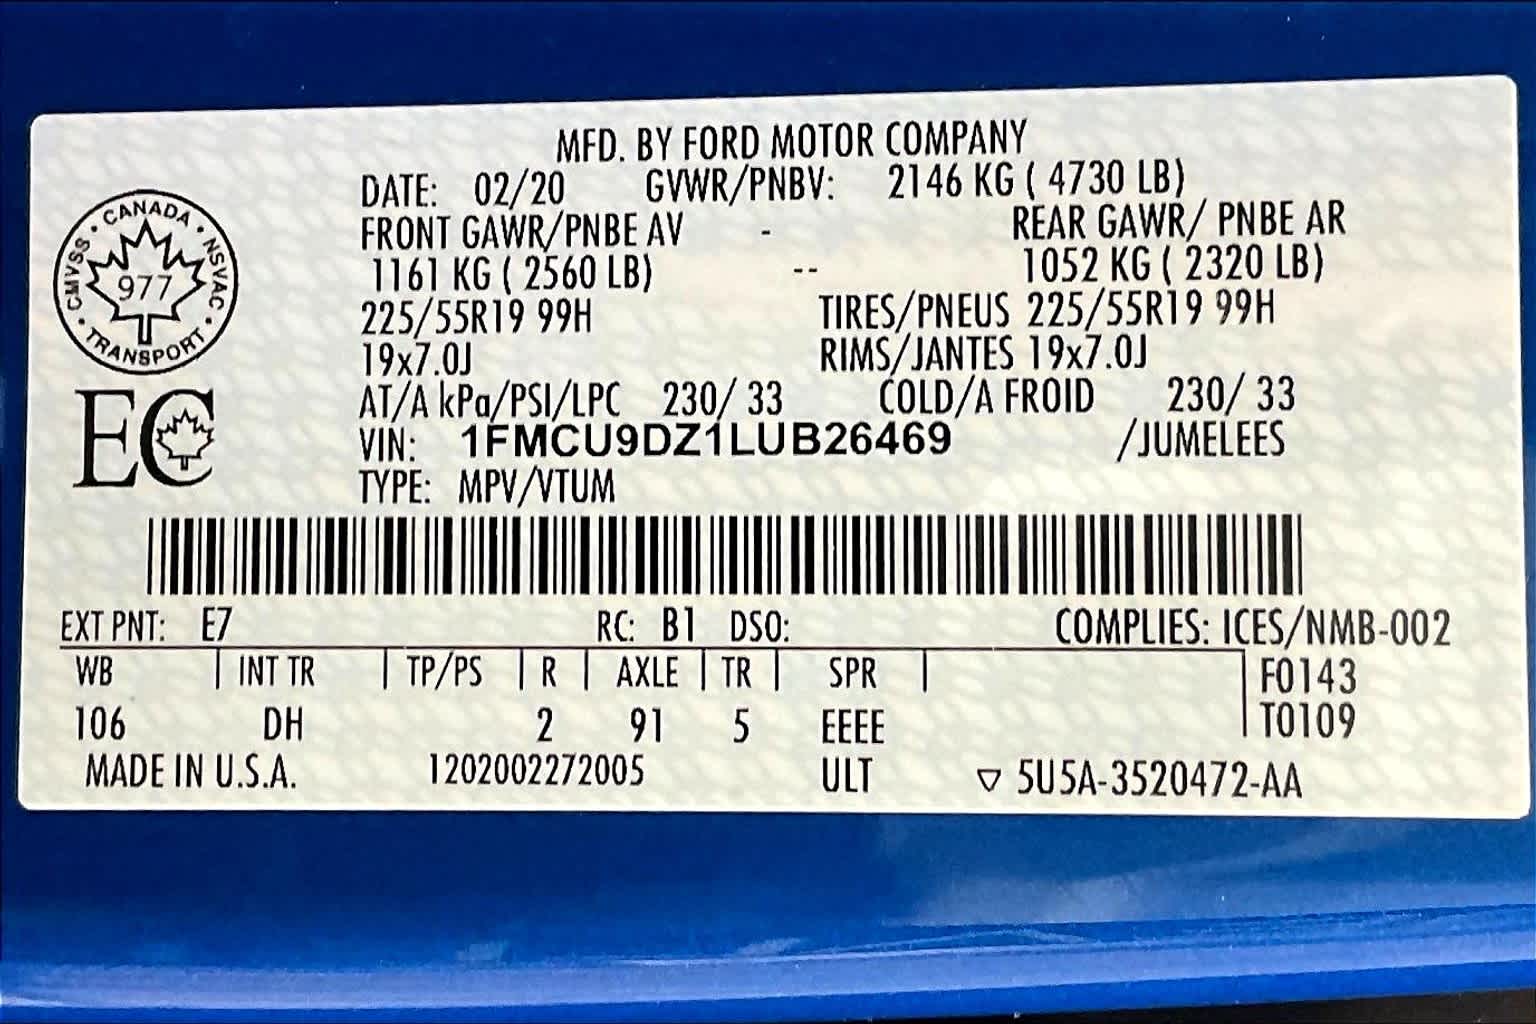 MFD. BY FORD MOTOR COMPANY
DATE: 02/20 GVWR/PNBV: 2146 KG ( 4730 LB)
FRONT GAWR/PNBE AV - REAR GAWR/ PNBE AR
1161 KG ( 2560 LB) -- 1052 KG ( 2320 LB)
225/55R19 99H TIRES/PNEUS 225/55R19 99H
19x7.0J RIMS/JANTES 19x7.0J
AT/A kPa/PSI/LPC 230/ 33 COLD/A FROID 230/ 33
VIN: 1FMCU9DZ1LUB26469 /JUMELEES
TYPE: MPV/VTUM
CANADA · NSVAC · TRANSPORT · CMVSS ·
977
EC
EXT PNT: E7 RC: B1 DSO: COMPLIES: ICES/NMB-002
WB | INT TR | TP/PS | R | AXLE | TR | SPR | F0143
106 DH 2 91 5 EEEE T0109
MADE IN U.S.A. 1202002272005 ULT ▽ 5U5A-3520472-AA